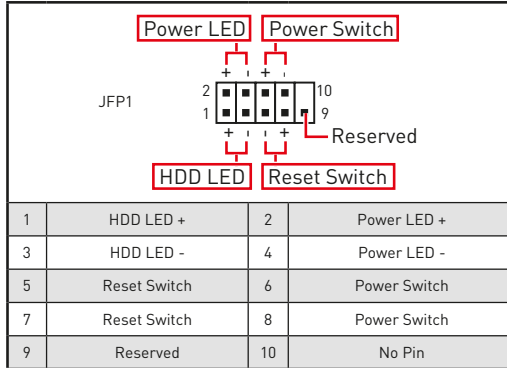 Power LED Power Switch
+ - + -
2 10
JFP1
1 9
+ - - +
Reserved
HDD LED Reset Switch
1 HDD LED + 2 Power LED +
3 HDD LED - 4 Power LED -
5 Reset Switch 6 Power Switch
7 Reset Switch 8 Power Switch
9 Reserved 10 No Pin